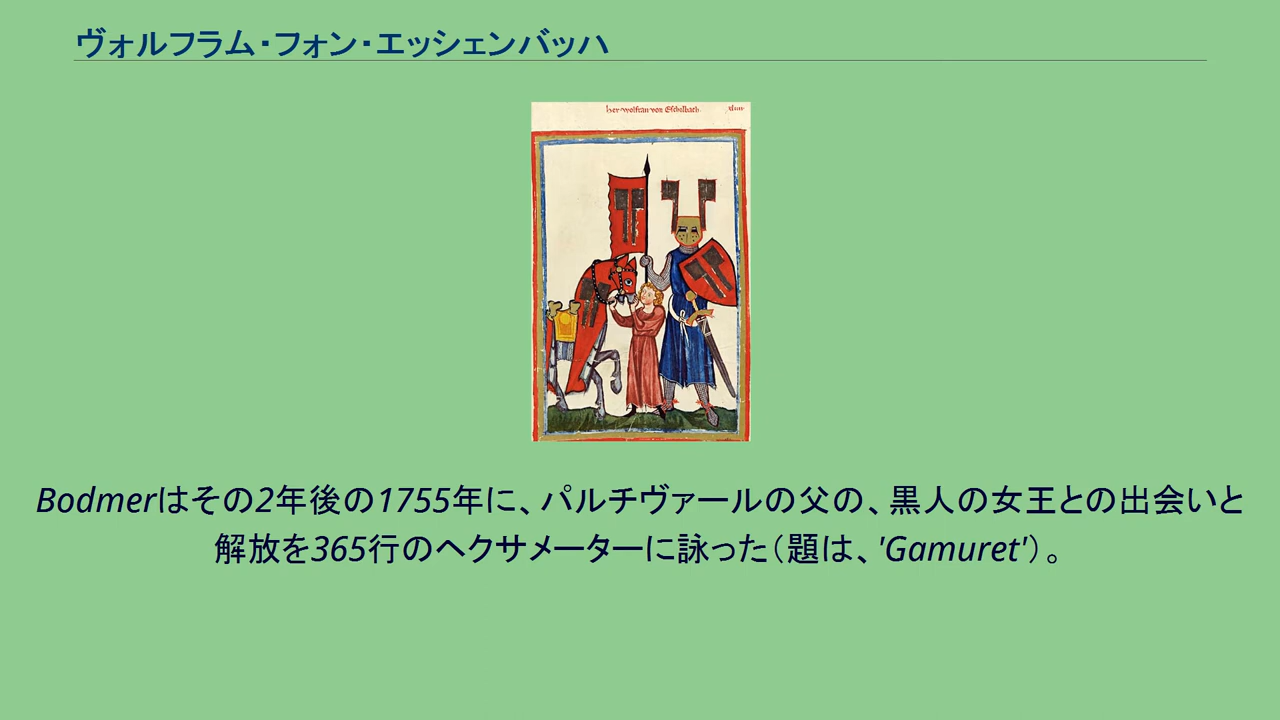 ヴォルフラム・フォン・エッシェンバッハ
her wolfran von Eschelbach.
Bodmerはその2年後の1755年に、パルチヴァールの父の、黒人の女王との出会いと
解放を365行のヘクサメーターに詠った（題は、'Gamuret'）。